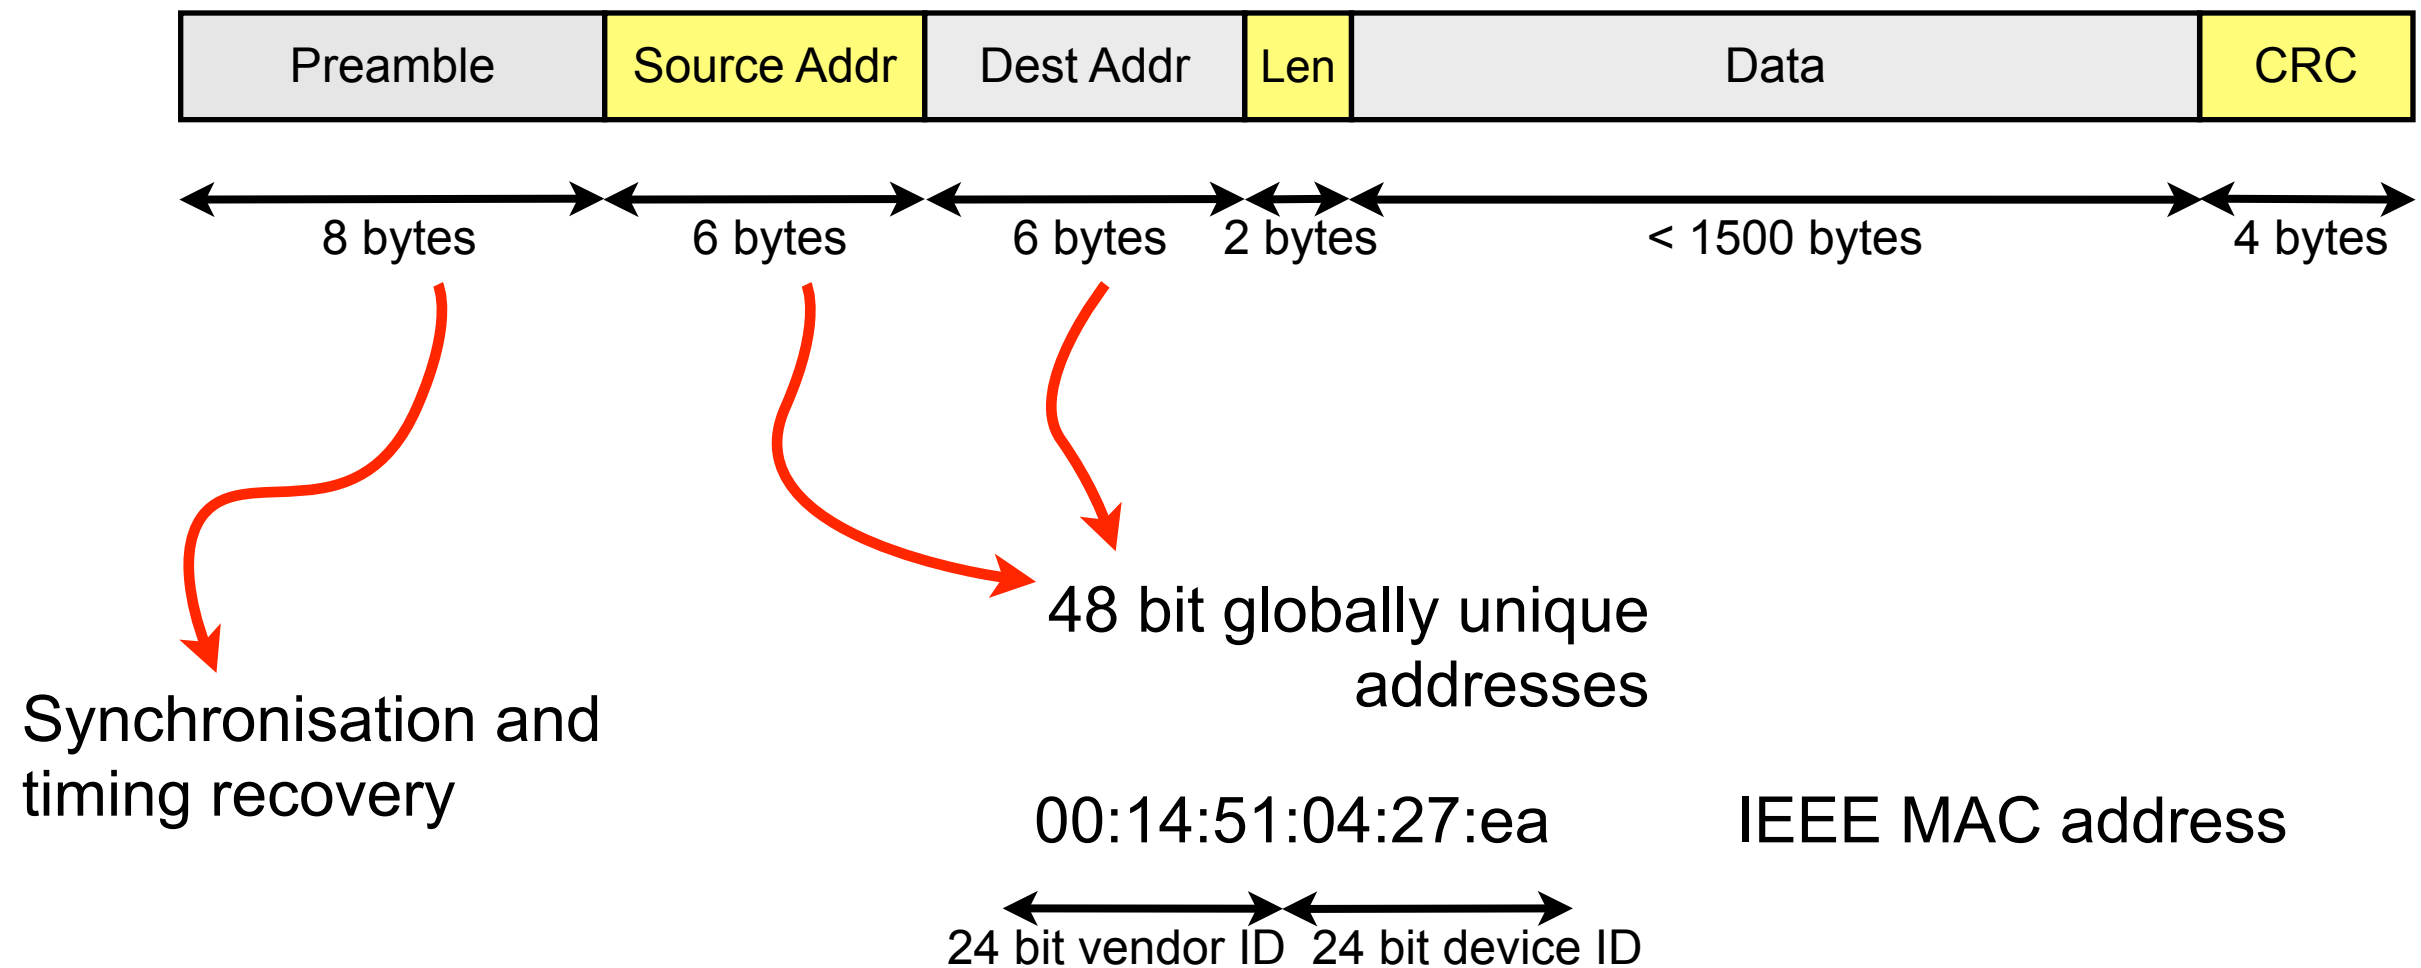 Preamble Source Addr Dest Addr Len Data CRC
8 bytes 6 bytes 6 bytes 2 bytes < 1500 bytes 4 bytes
48 bit globally unique
addresses
Synchronisation and
timing recovery
00:14:51:04:27:ea IEEE MAC address
24 bit vendor ID 24 bit device ID